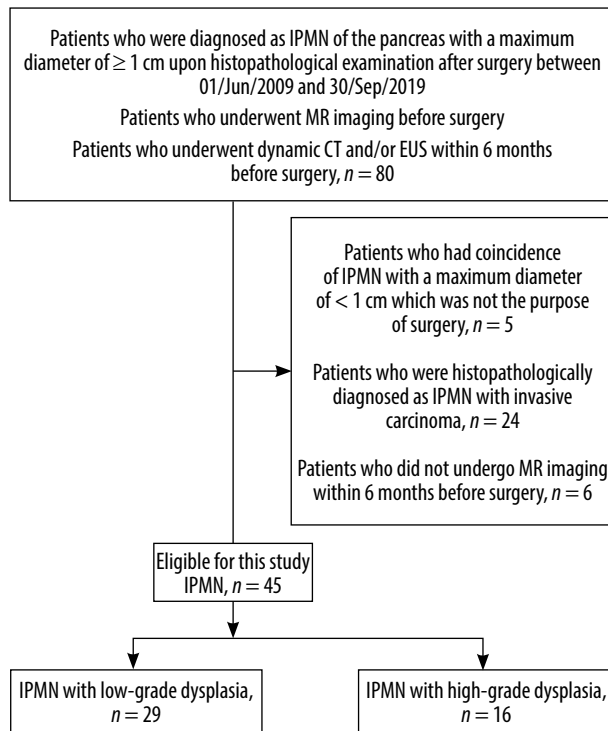 Patients who were diagnosed as IPMN of the pancreas with a maximum
diameter of ≥ 1 cm upon histopathological examination after surgery between
01/Jun/2009 and 30/Sep/2019
Patients who underwent MR imaging before surgery
Patients who underwent dynamic CT and/or EUS within 6 months
before surgery, n = 80
Patients who had coincidence
of IPMN with a maximum diameter
of < 1 cm which was not the purpose
of surgery, n = 5
Patients who were histopathologically
diagnosed as IPMN with invasive
carcinoma, n = 24
Patients who did not undergo MR imaging
within 6 months before surgery, n = 6
Eligible for this study
IPMN, n = 45
IPMN with low-grade dysplasia,
n = 29
IPMN with high-grade dysplasia,
n = 16